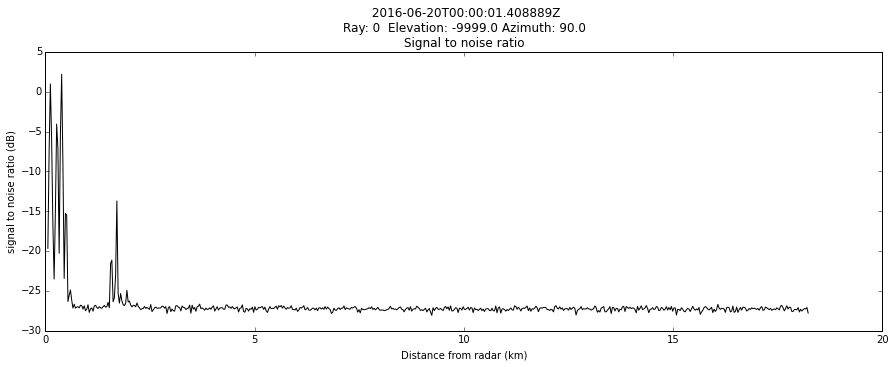 2016-06-20T00:00:01.408889Z
Ray: 0  Elevation: -9999.0 Azimuth: 90.0
Signal to noise ratio
5
0
−5
−10
−15
−20
−25
−30
signal to noise ratio (dB)
0 5 10 15 20
Distance from radar (km)